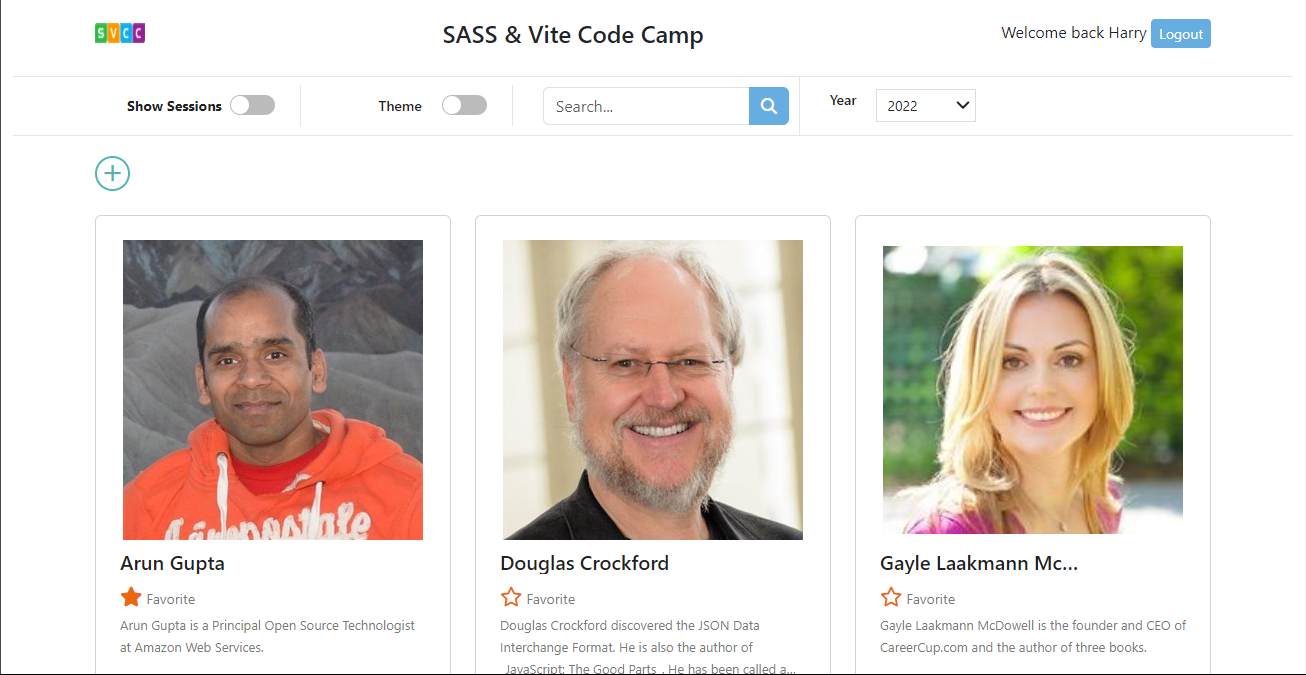 SVCC
SASS & Vite Code Camp
Welcome back Harry Logout
Show Sessions
Theme
Search...
Year
2022
Arun Gupta
Favorite
Arun Gupta is a Principal Open Source Technologist
at Amazon Web Services.
Douglas Crockford
Favorite
Douglas Crockford discovered the JSON Data
Interchange Format. He is also the author of
_JavaScript: The Good Parts_. He has been called a...
Gayle Laakmann Mc...
Favorite
Gayle Laakmann McDowell is the founder and CEO of
CareerCup.com and the author of three books.